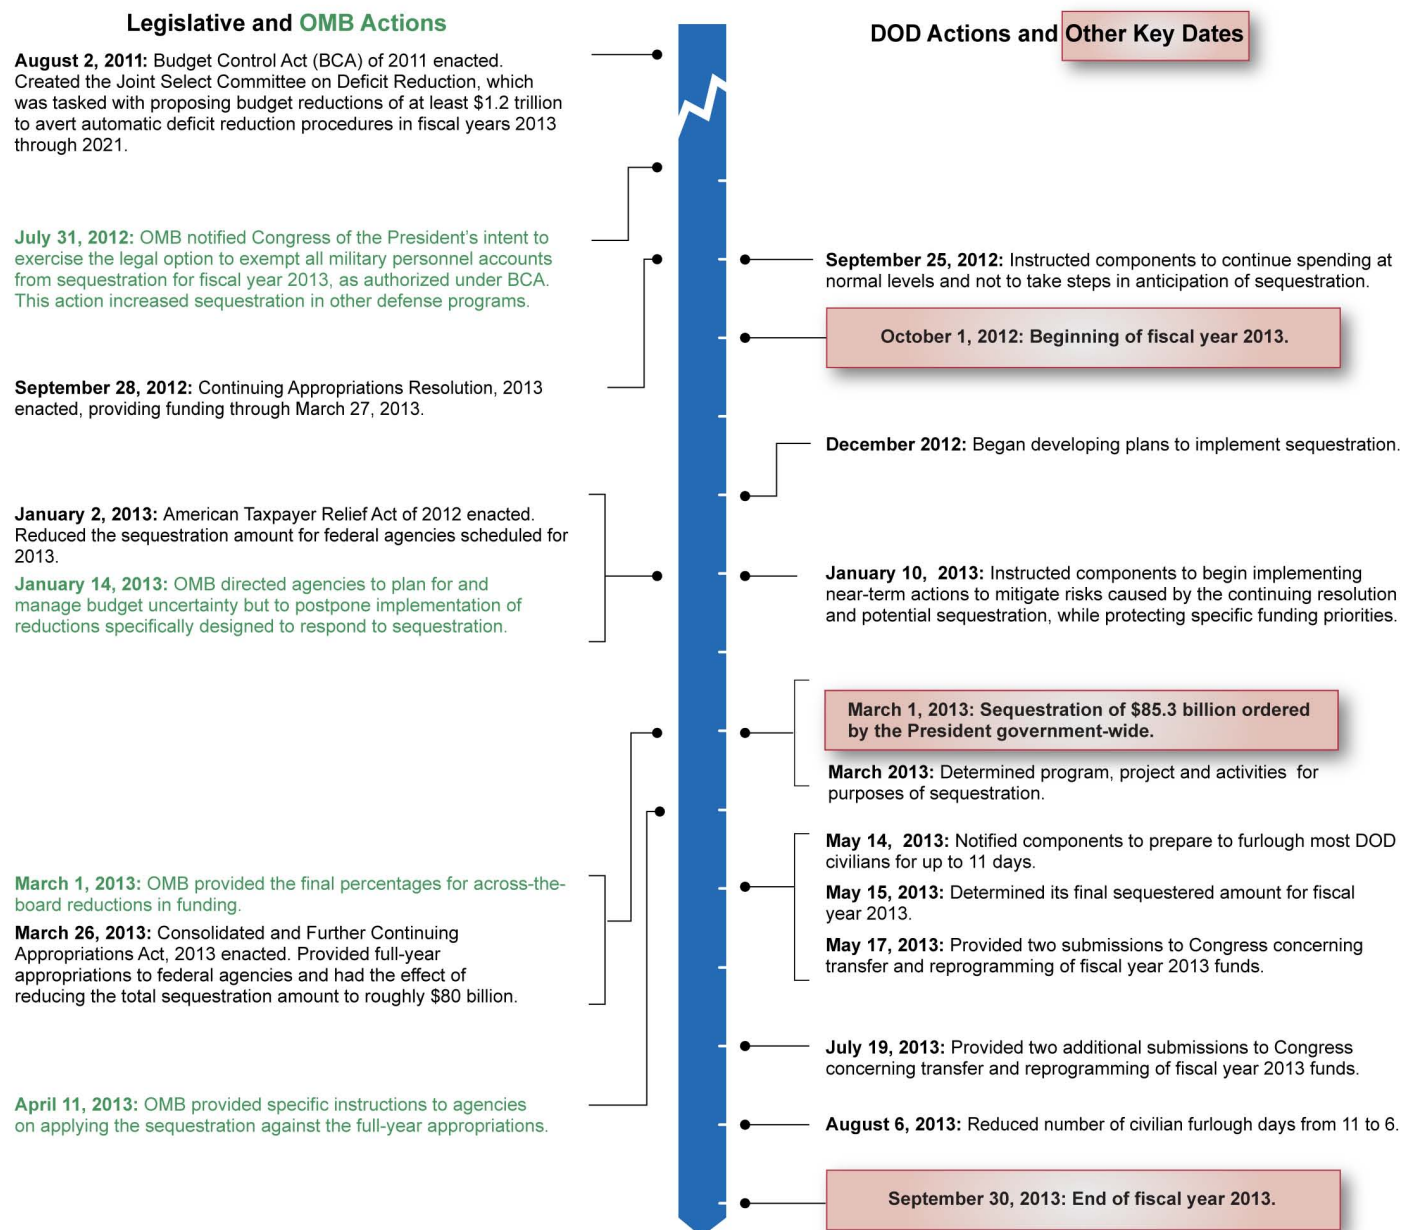 Legislative and OMB Actions
August 2, 2011: Budget Control Act (BCA) of 2011 enacted.
Created the Joint Select Committee on Deficit Reduction, which
was tasked with proposing budget reductions of at least $1.2 trillion
to avert automatic deficit reduction procedures in fiscal years 2013
through 2021.
July 31, 2012: OMB notified Congress of the President’s intent to
exercise the legal option to exempt all military personnel accounts
from sequestration for fiscal year 2013, as authorized under BCA.
This action increased sequestration in other defense programs.
September 28, 2012: Continuing Appropriations Resolution, 2013
enacted, providing funding through March 27, 2013.
January 2, 2013: American Taxpayer Relief Act of 2012 enacted.
Reduced the sequestration amount for federal agencies scheduled for
2013.
January 14, 2013: OMB directed agencies to plan for and
manage budget uncertainty but to postpone implementation of
reductions specifically designed to respond to sequestration.
March 1, 2013: OMB provided the final percentages for across-the-
board reductions in funding.
March 26, 2013: Consolidated and Further Continuing
Appropriations Act, 2013 enacted. Provided full-year
appropriations to federal agencies and had the effect of
reducing the total sequestration amount to roughly $80 billion.
April 11, 2013: OMB provided specific instructions to agencies
on applying the sequestration against the full-year appropriations.
DOD Actions and Other Key Dates
September 25, 2012: Instructed components to continue spending at
normal levels and not to take steps in anticipation of sequestration.
October 1, 2012: Beginning of fiscal year 2013.
December 2012: Began developing plans to implement sequestration.
January 10, 2013: Instructed components to begin implementing
near-term actions to mitigate risks caused by the continuing resolution
and potential sequestration, while protecting specific funding priorities.
March 1, 2013: Sequestration of $85.3 billion ordered
by the President government-wide.
March 2013: Determined program, project and activities for
purposes of sequestration.
May 14, 2013: Notified components to prepare to furlough most DOD
civilians for up to 11 days.
May 15, 2013: Determined its final sequestered amount for fiscal
year 2013.
May 17, 2013: Provided two submissions to Congress concerning
transfer and reprogramming of fiscal year 2013 funds.
July 19, 2013: Provided two additional submissions to Congress
concerning transfer and reprogramming of fiscal year 2013 funds.
August 6, 2013: Reduced number of civilian furlough days from 11 to 6.
September 30, 2013: End of fiscal year 2013.